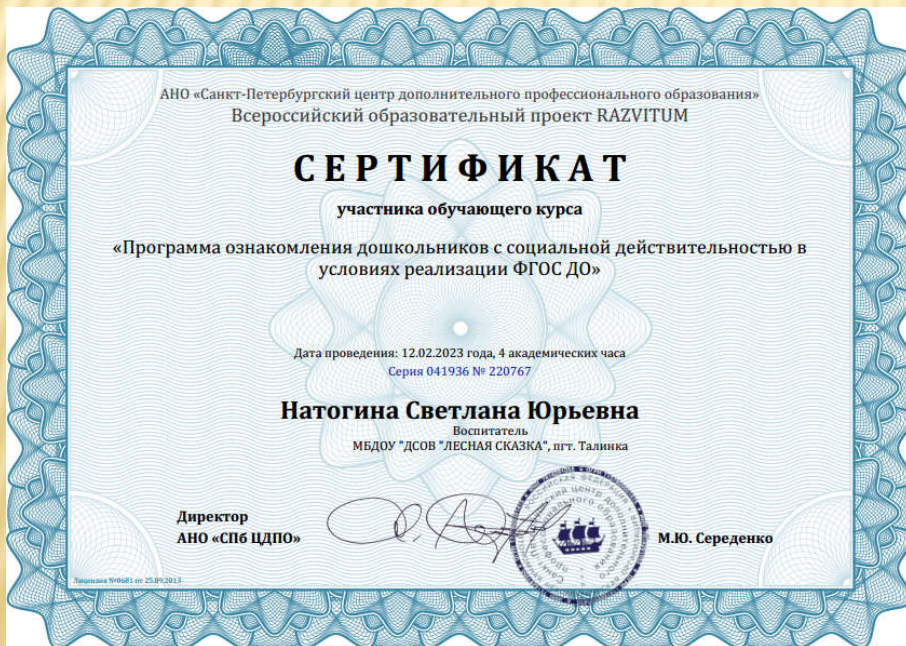 АНО «Санкт-Петербургский центр дополнительного профессионального образования»
Всероссийский образовательный проект RAZVITUM
СЕРТИФИКАТ
участника обучающего курса
«Программа ознакомления дошкольников с социальной действительностью в
условиях реализации ФГОС ДО»
Дата проведения: 12.02.2023 года, 4 академических часа
Серия 041936 № 220767
Натогина Светлана Юрьевна
Воспитатель
МБДОУ "ДСОВ "ЛЕСНАЯ СКАЗКА", пгт. Талинка
Директор
АНО «СПб ЦДПО»
М.Ю. Середенко
Лицензия №0681 от 25.09.2013